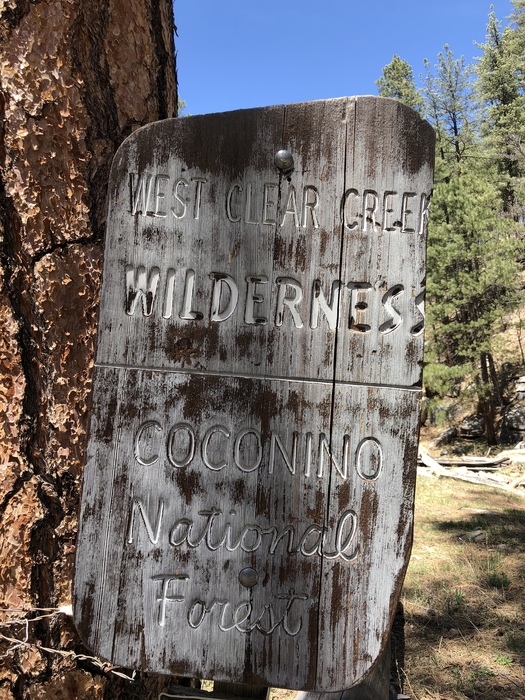 WEST CLEAR CREEK
WILDERNESS
COCONINO
National
Forest